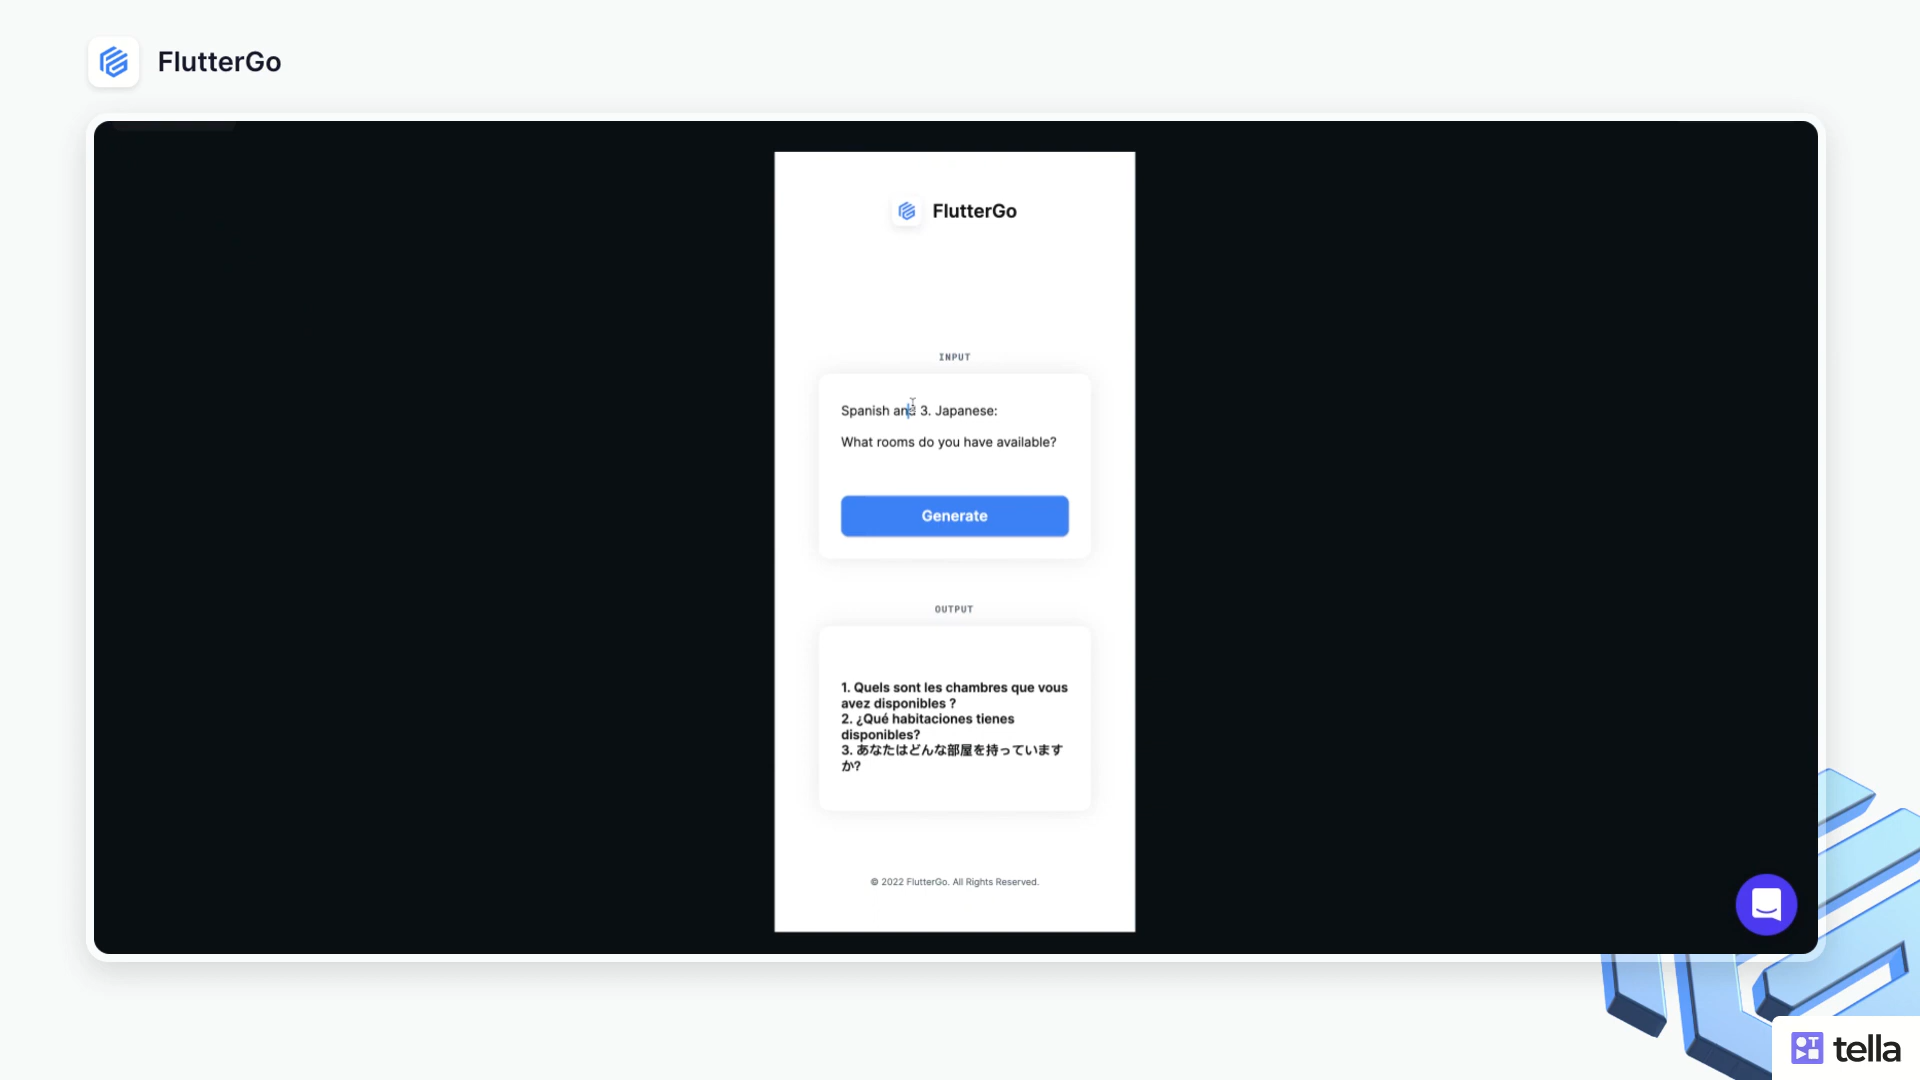 FlutterGo
FlutterGo
INPUT
Spanish and 3. Japanese:
What rooms do you have available?
Generate
OUTPUT
1. Quels sont les chambres que vous
avez disponibles ?
2. ¿Qué habitaciones tienes
disponibles?
3. あなたはどんな部屋を持っています
か?
© 2022 FlutterGo. All Rights Reserved.
tella